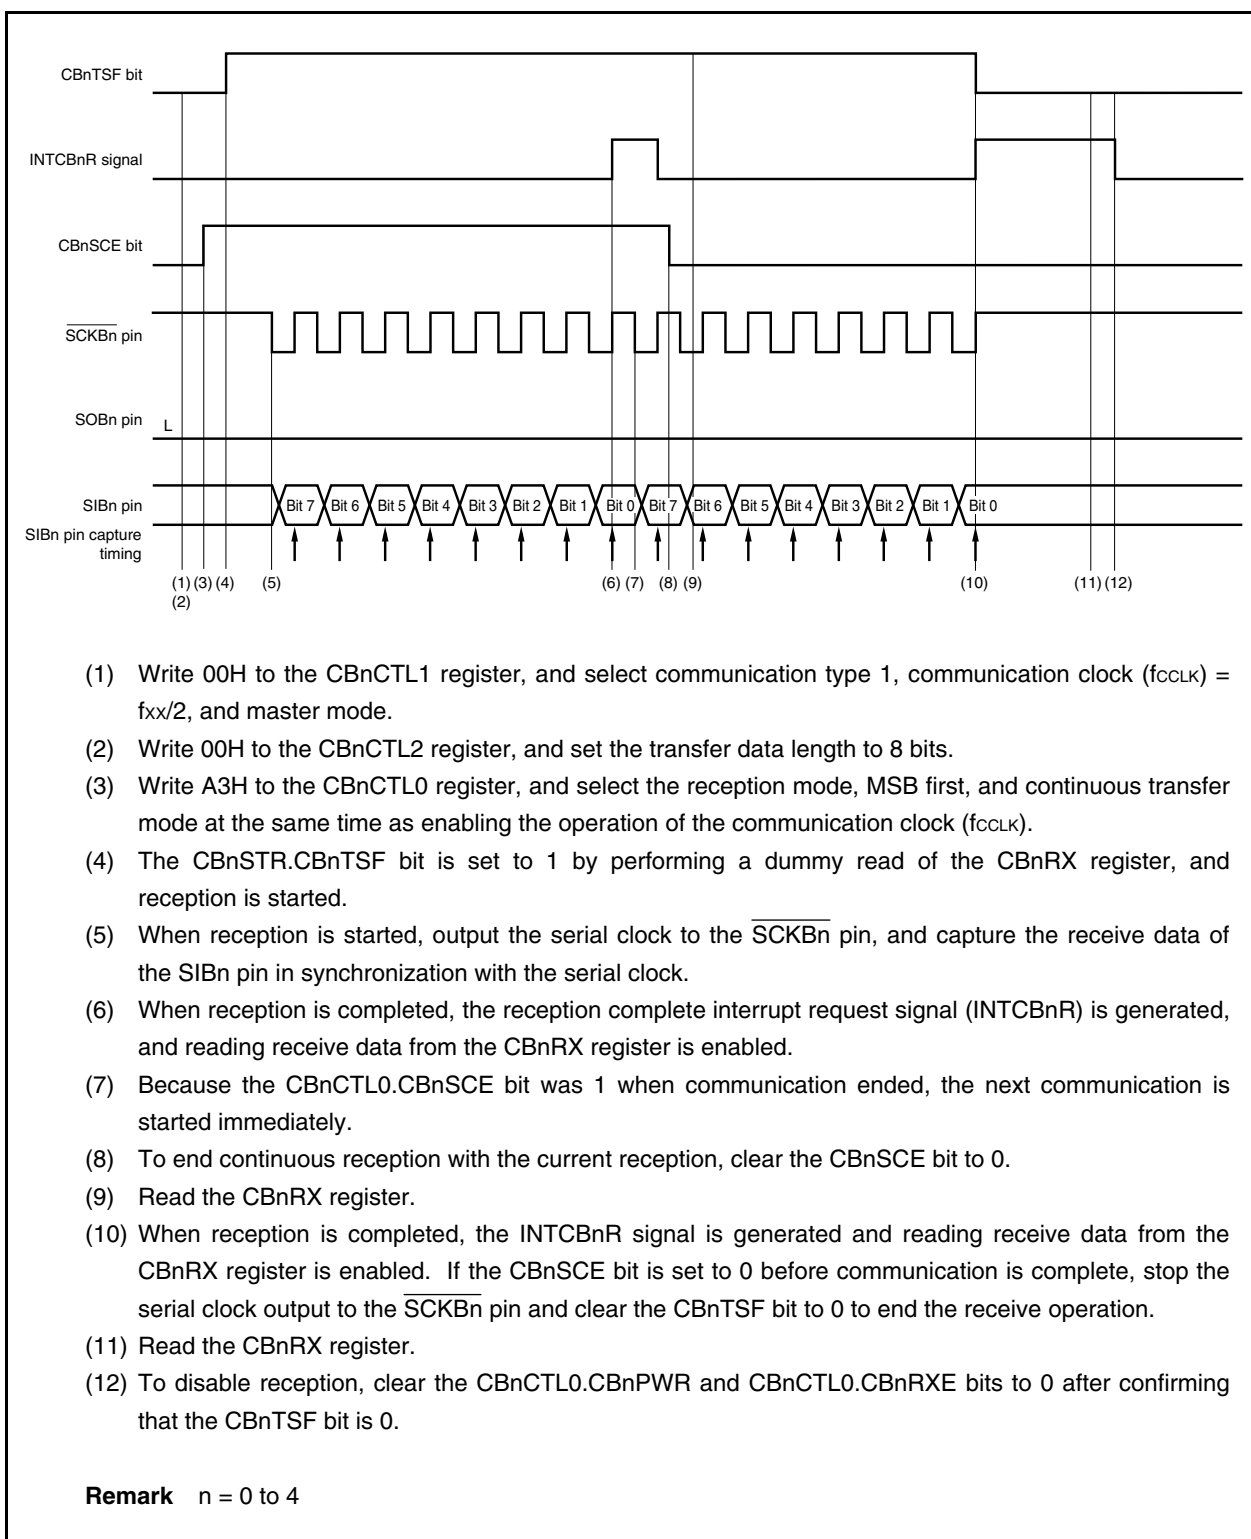 CBnTSF bit
INTCBnR signal
CBnSCE bit
SCKBn pin
SOBn pin L
SIBn pin Bit 7 Bit 6 Bit 5 Bit 4 Bit 3 Bit 2 Bit 1 Bit 0 Bit 7 Bit 6 Bit 5 Bit 4 Bit 3 Bit 2 Bit 1 Bit 0
SIBn pin capture
timing
(1) (3) (4) (5) (6) (7) (8) (9) (10) (11) (12)
(2)
(1) Write 00H to the CBnCTL1 register, and select communication type 1, communication clock (fCCLK) =
fXX/2, and master mode.
(2) Write 00H to the CBnCTL2 register, and set the transfer data length to 8 bits.
(3) Write A3H to the CBnCTL0 register, and select the reception mode, MSB first, and continuous transfer
mode at the same time as enabling the operation of the communication clock (fCCLK).
(4) The CBnSTR.CBnTSF bit is set to 1 by performing a dummy read of the CBnRX register, and
reception is started.
(5) When reception is started, output the serial clock to the SCKBn pin, and capture the receive data of
the SIBn pin in synchronization with the serial clock.
(6) When reception is completed, the reception complete interrupt request signal (INTCBnR) is generated,
and reading receive data from the CBnRX register is enabled.
(7) Because the CBnCTL0.CBnSCE bit was 1 when communication ended, the next communication is
started immediately.
(8) To end continuous reception with the current reception, clear the CBnSCE bit to 0.
(9) Read the CBnRX register.
(10) When reception is completed, the INTCBnR signal is generated and reading receive data from the
CBnRX register is enabled. If the CBnSCE bit is set to 0 before communication is complete, stop the
serial clock output to the SCKBn pin and clear the CBnTSF bit to 0 to end the receive operation.
(11) Read the CBnRX register.
(12) To disable reception, clear the CBnCTL0.CBnPWR and CBnCTL0.CBnRXE bits to 0 after confirming
that the CBnTSF bit is 0.
Remark n = 0 to 4